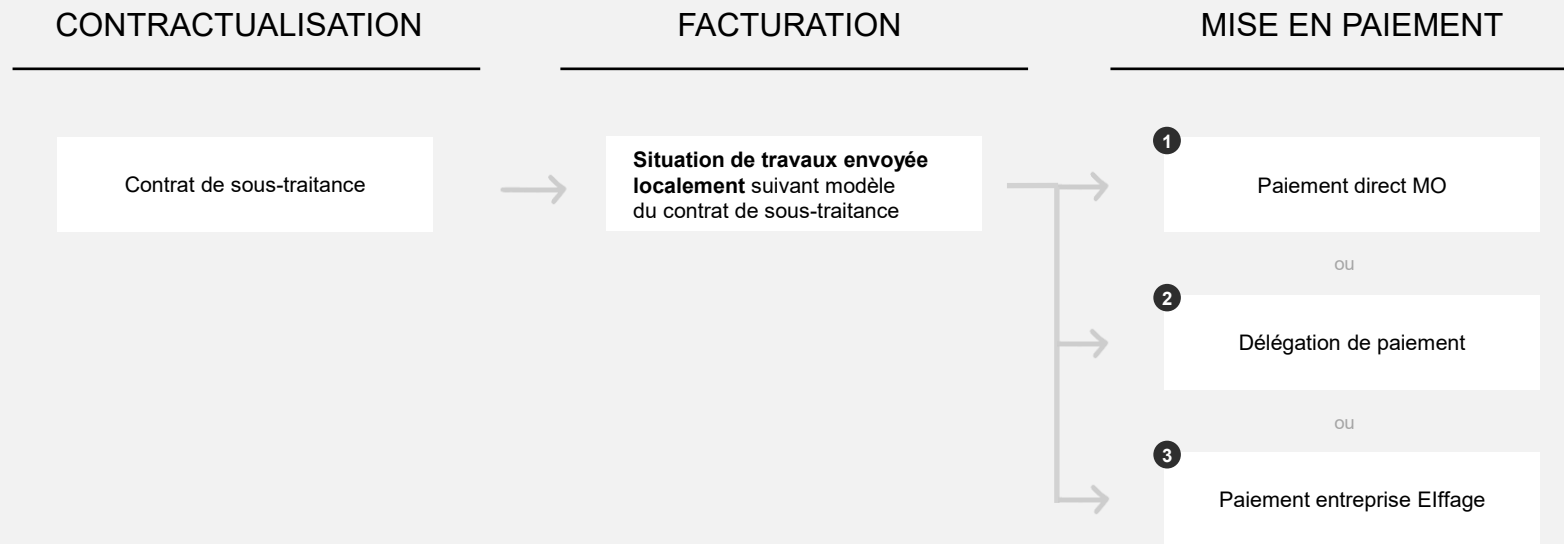 CONTRACTUALISATION
FACTURATION
MISE EN PAIEMENT
Contrat de sous-traitance
Situation de travaux envoyée
localement suivant modèle
du contrat de sous-traitance
1
Paiement direct MO
ou
2
Délégation de paiement
ou
3
Paiement entreprise EIffage